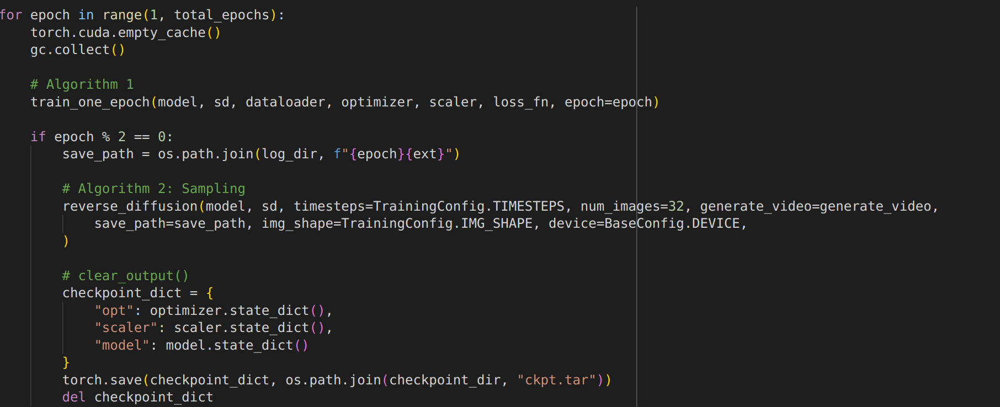 for epoch in range(1, total_epochs):
    torch.cuda.empty_cache()
    gc.collect()

    # Algorithm 1
    train_one_epoch(model, sd, dataloader, optimizer, scaler, loss_fn, epoch=epoch)

    if epoch % 2 == 0:
        save_path = os.path.join(log_dir, f"{epoch}{ext}")

        # Algorithm 2: Sampling
        reverse_diffusion(model, sd, timesteps=TrainingConfig.TIMESTEPS, num_images=32, generate_video=generate_video,
            save_path=save_path, img_shape=TrainingConfig.IMG_SHAPE, device=BaseConfig.DEVICE,
        )

        # clear_output()
        checkpoint_dict = {
            "opt": optimizer.state_dict(),
            "scaler": scaler.state_dict(),
            "model": model.state_dict()
        }
        torch.save(checkpoint_dict, os.path.join(checkpoint_dir, "ckpt.tar"))
        del checkpoint_dict